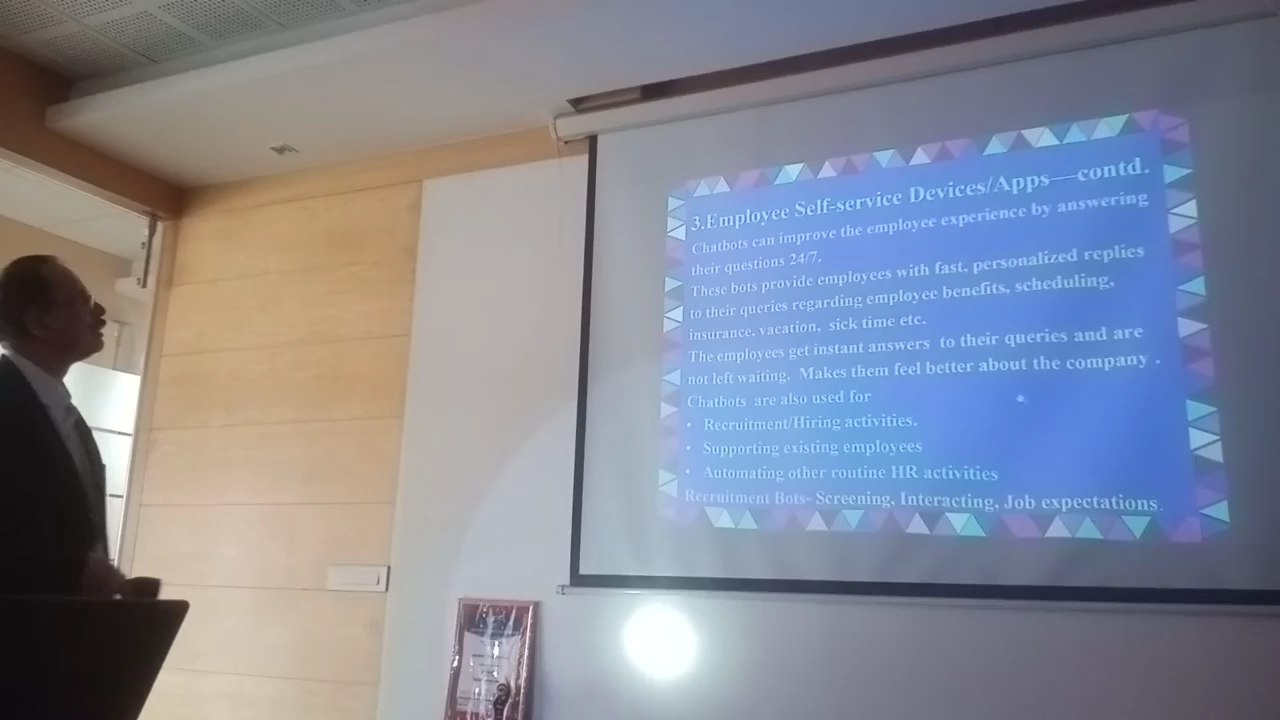 3.Employee Self-service Devices/Apps—contd.
Chatbots can improve the employee experience by answering
their questions 24/7.
These bots provide employees with fast, personalized replies
to their queries regarding employee benefits, scheduling,
insurance, vacation, sick time etc.
The employees get instant answers to their queries and are
not left waiting. Makes them feel better about the company .
Chatbots are also used for
• Recruitment/Hiring activities.
• Supporting existing employees
• Automating other routine HR activities
Recruitment Bots- Screening, Interacting, Job expectations.